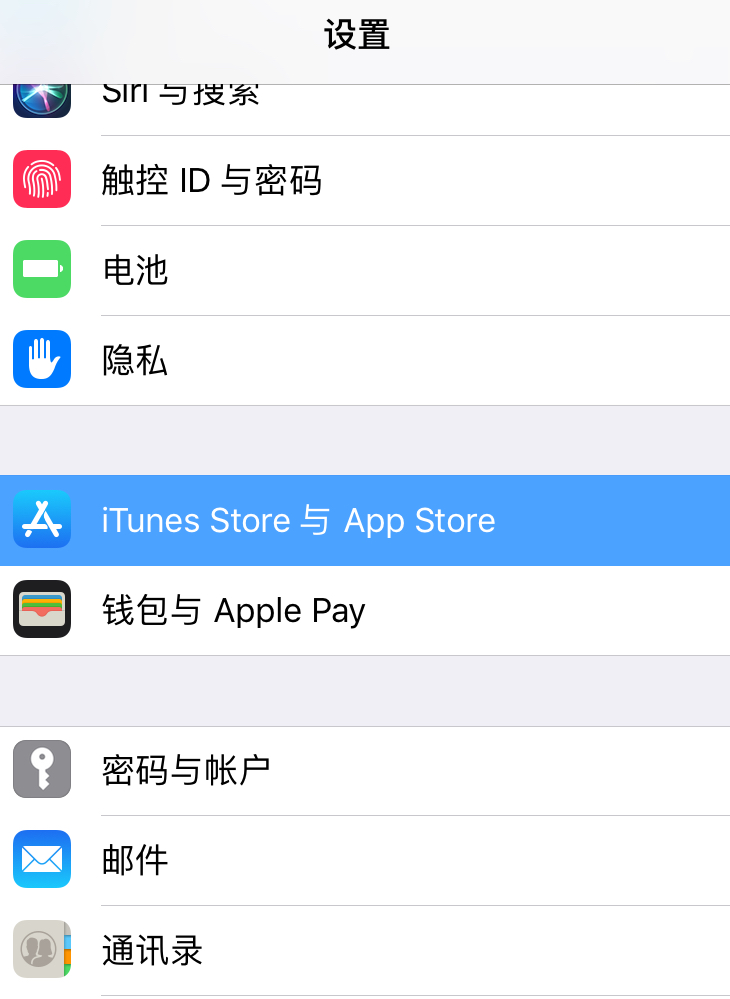 设置
Siri 与搜索
触控 ID 与密码
电池
隐私
iTunes Store 与 App Store
钱包与 Apple Pay
密码与帐户
邮件
通讯录